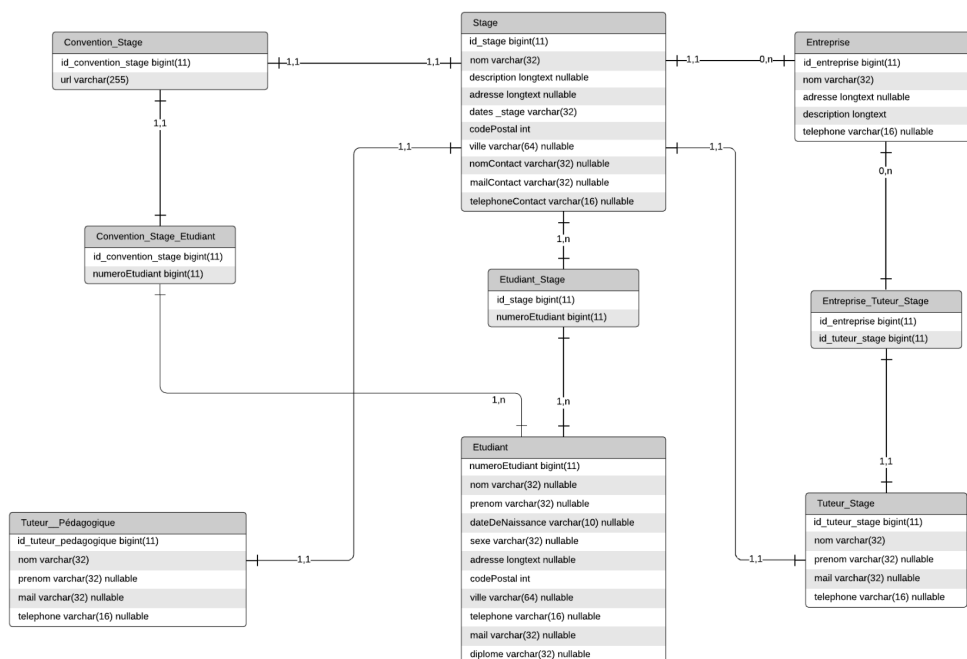 Stage
id_stage bigint(11)
nom varchar(32)
description longtext nullable
adresse longtext nullable
dates _stage varchar(32)
codePostal int
ville varchar(64) nullable
nomContact varchar(32) nullable
mailContact varchar(32) nullable
telephoneContact varchar(16) nullable
Convention_Stage
id_convention_stage bigint(11)
url varchar(255)
1,1
1,1
1,1
0,n
Entreprise
id_entreprise bigint(11)
nom varchar(32)
adresse longtext nullable
description longtext
telephone varchar(16) nullable
1,1
1,1
1,1
0,n
Convention_Stage_Etudiant
id_convention_stage bigint(11)
numeroEtudiant bigint(11)
1,n
Etudiant_Stage
id_stage bigint(11)
numeroEtudiant bigint(11)
Entreprise_Tuteur_Stage
id_entreprise bigint(11)
id_tuteur_stage bigint(11)
1,n
1,n
Etudiant
numeroEtudiant bigint(11)
nom varchar(32) nullable
prenom varchar(32) nullable
dateDeNaissance varchar(10) nullable
sexe varchar(32) nullable
adresse longtext nullable
codePostal int
ville varchar(64) nullable
telephone varchar(16) nullable
mail varchar(32) nullable
diplome varchar(32) nullable
1,1
Tuteur__Pédagogique
id_tuteur_pedagogique bigint(11)
nom varchar(32)
prenom varchar(32) nullable
mail varchar(32) nullable
telephone varchar(16) nullable
1,1
1,1
Tuteur_Stage
id_tuteur_stage bigint(11)
nom varchar(32)
prenom varchar(32) nullable
mail varchar(32) nullable
telephone varchar(16) nullable